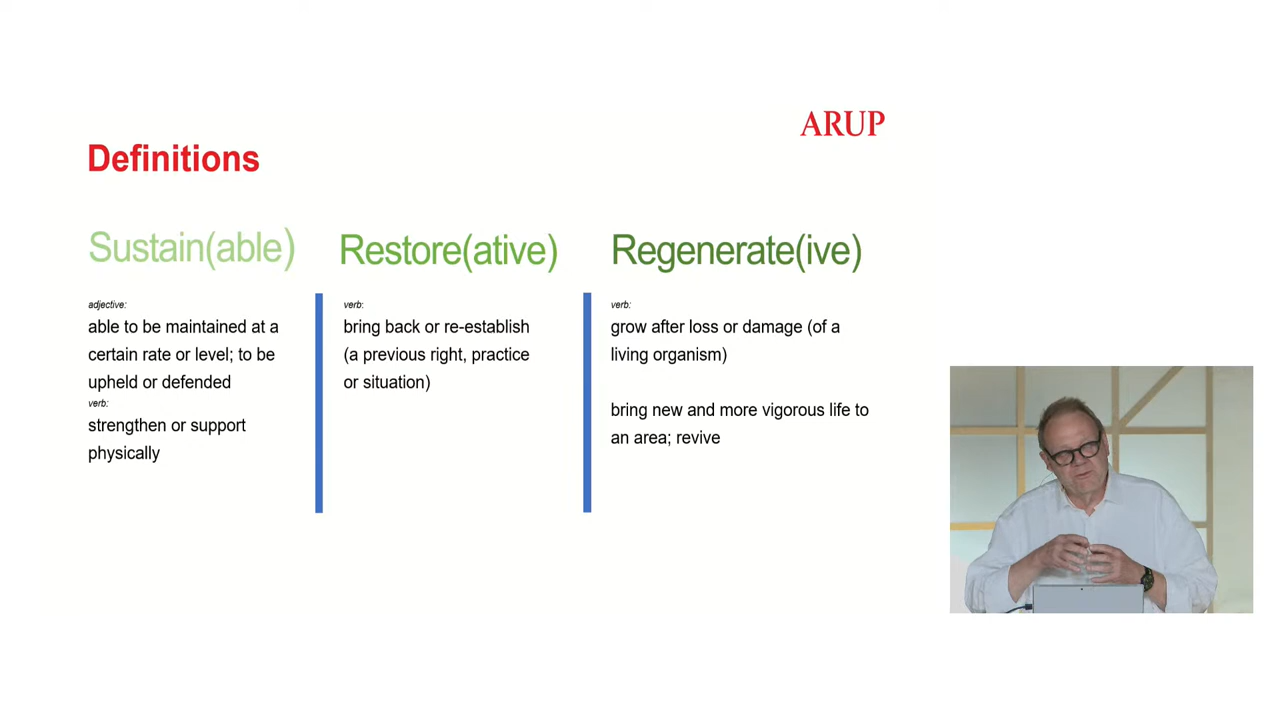 ARUP
Definitions
Sustain(able)
adjective:
able to be maintained at a
certain rate or level; to be
upheld or defended
verb:
strengthen or support
physically
Restore(ative)
verb:
bring back or re-establish
(a previous right, practice
or situation)
Regenerate(ive)
verb:
grow after loss or damage (of a
living organism)
bring new and more vigorous life to
an area; revive